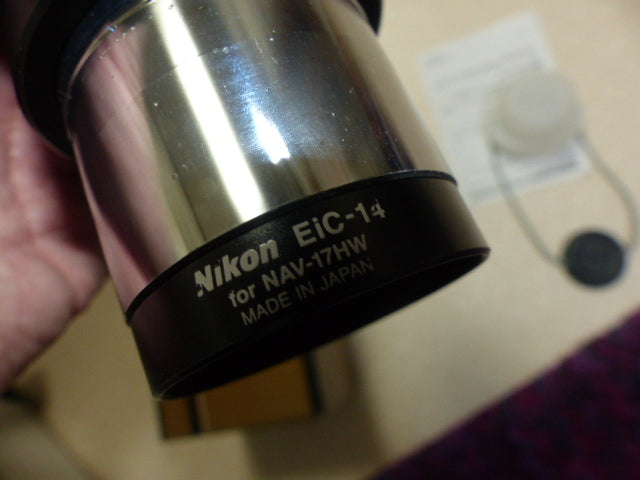 Nikon EiC-14
for NAV-17HW
MADE IN JAPAN